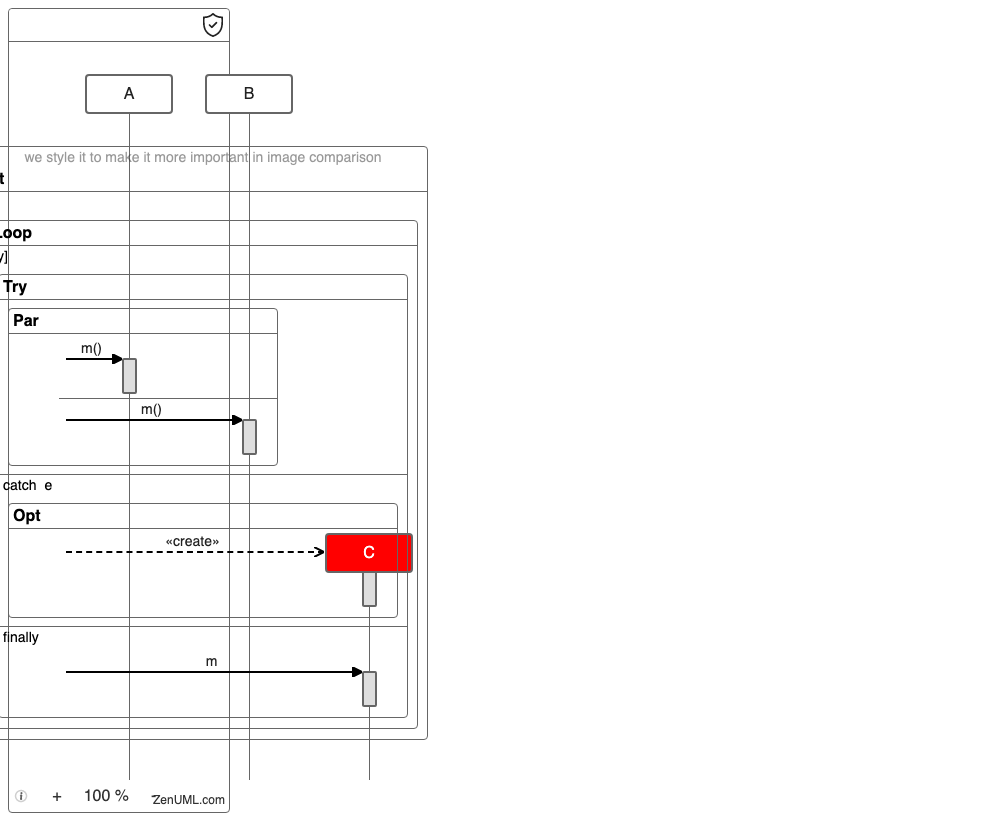 A
B
we style it to make it more important in image comparison
t
Loop
y]
Try
Par
m()
m()
catch e
Opt
«create»
C
finally
m
+
100 %
ZenUML.com